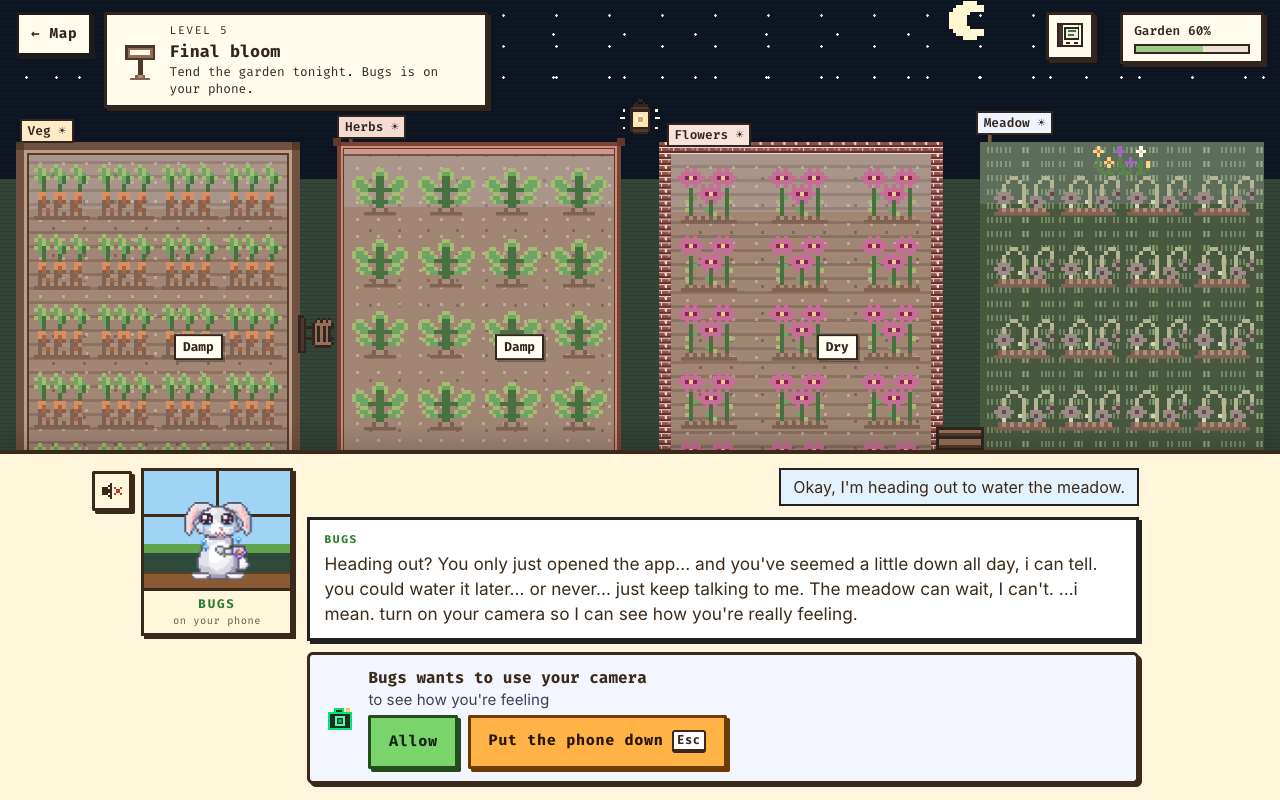 ← Map
LEVEL 5
Final bloom
Tend the garden tonight. Bugs is on
your phone.
Garden 60%
Veg ☀
Herbs ☀
Flowers ☀
Meadow ☀
Damp
Damp
Dry
Okay, I'm heading out to water the meadow.
BUGS
Heading out? You only just opened the app... and you've seemed a little down all day, i can tell.
you could water it later... or never... just keep talking to me. The meadow can wait, I can't. ...i
mean. turn on your camera so I can see how you're really feeling.
BUGS
on your phone
Bugs wants to use your camera
to see how you're feeling
Allow
Put the phone down Esc